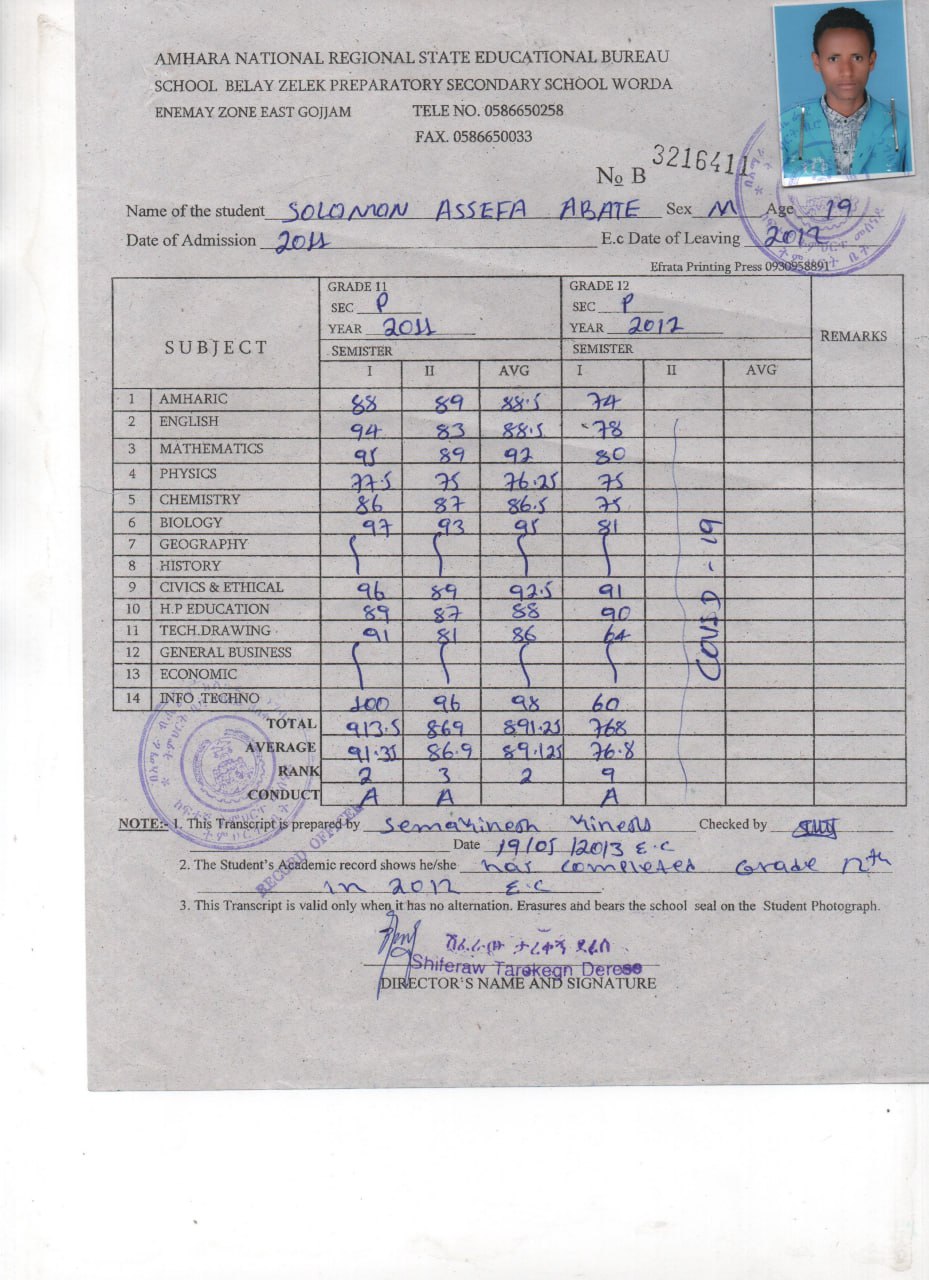 AMHARA NATIONAL REGIONAL STATE EDUCATIONAL BUREAU
SCHOOL BELAY ZELEK PREPARATORY SECONDARY SCHOOL WORDA
ENEMAY ZONE EAST GOJJAM TELE NO. 0586650258
FAX. 0586650033
No B 3216411
Name of the student SOLOMON ASSEFA ABATE Sex M Age 19
Date of Admission 2011 E.c Date of Leaving 2012
Efrata Printing Press 0930958891
SUBJECT GRADE 11 GRADE 12 REMARKS
SEC P SEC P
YEAR 2011 YEAR 2012
SEMISTER SEMISTER
I II AVG I II AVG
1 AMHARIC 88 89 88.5 74
2 ENGLISH 94 83 88.5 78
3 MATHEMATICS 95 89 92 80
4 PHYSICS 77.5 75 76.25 75
5 CHEMISTRY 86 87 86.5 75
6 BIOLOGY 97 93 95 81
7 GEOGRAPHY
8 HISTORY
9 CIVICS & ETHICAL 96 89 92.5 91
10 H.P EDUCATION 89 87 88 90
11 TECH.DRAWING 91 81 86 64
12 GENERAL BUSINESS
13 ECONOMIC
14 INFO .TECHNO 100 96 98 60
COVID - 19
TOTAL 913.5 869 891.25 768
AVERAGE 91.35 86.9 89.125 76.8
RANK 2 3 2 9
CONDUCT A A A
RECORD OFFICER
NOTE:- 1. This Transcript is prepared by Checked by
Date 19/05/2013 E.C
2. The Student's Academic record shows he/she has completed Grade 12th
in 2012 E.C
3. This Transcript is valid only when it has no alternation. Erasures and bears the school seal on the Student Photograph.
Shiferaw Tarekegn Derese
DIRECTOR'S NAME AND SIGNATURE